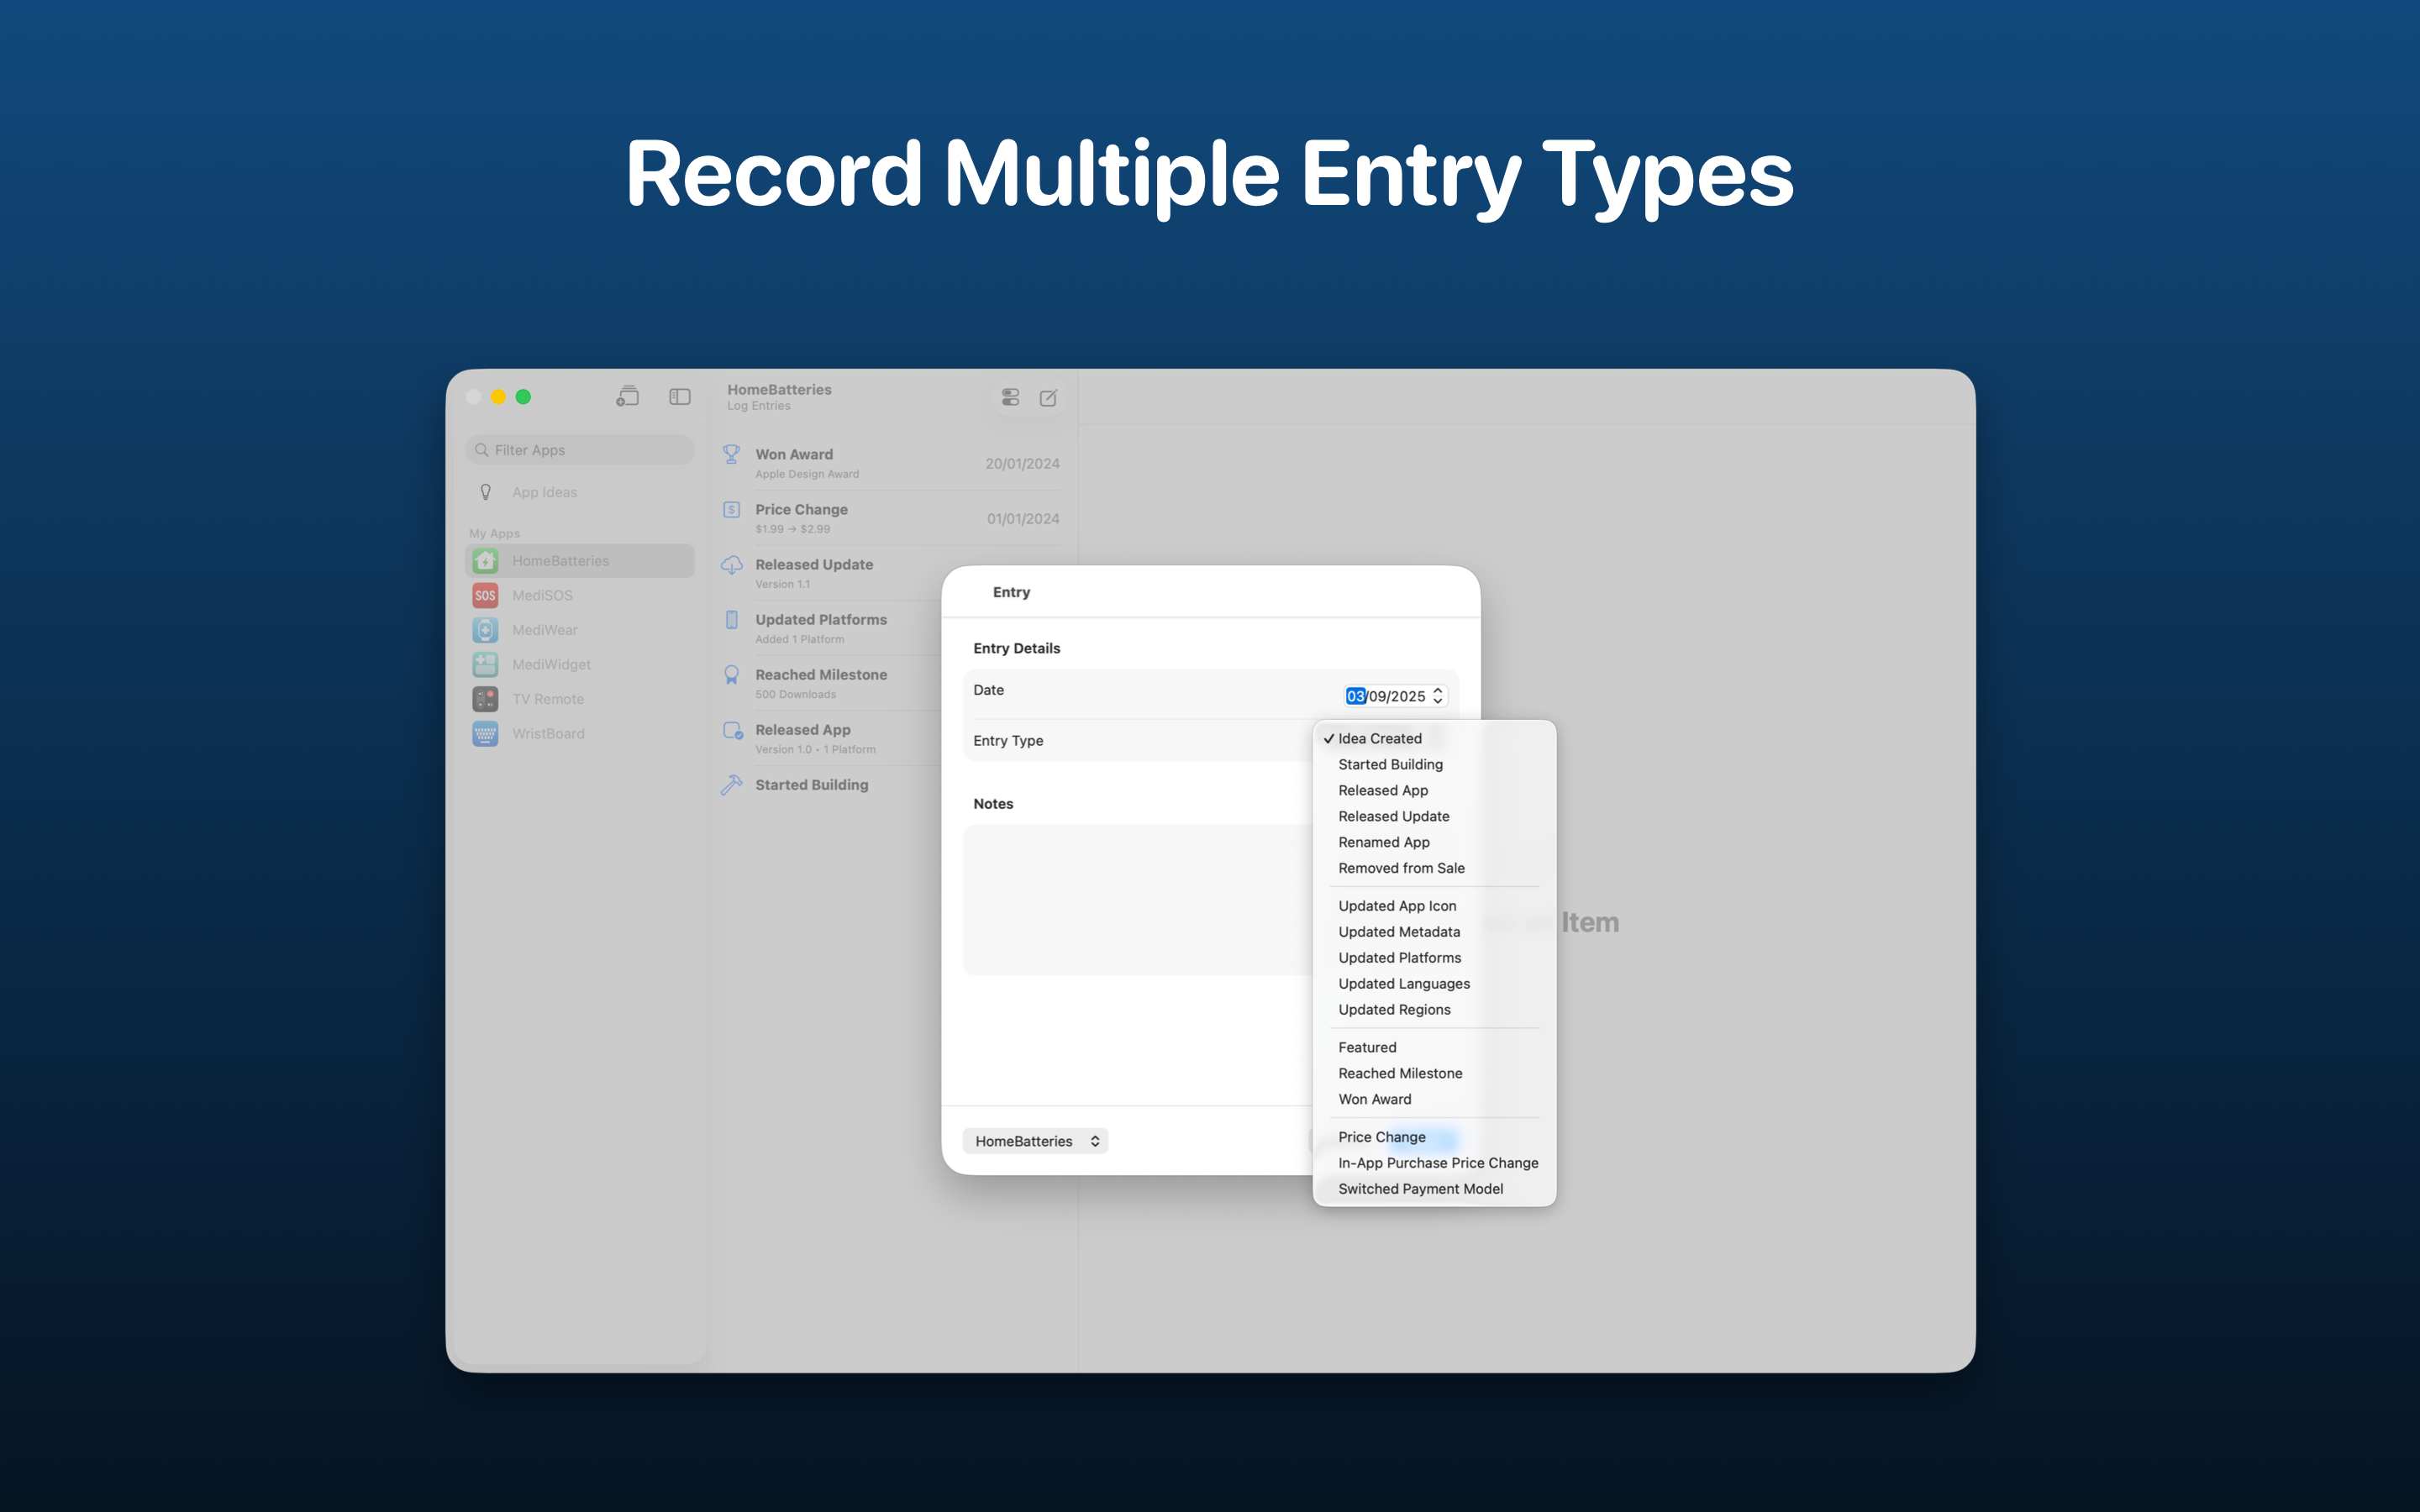 Record Multiple Entry Types
HomeBatteries
Log Entries
Filter Apps
App Ideas
My Apps
HomeBatteries
SOS
MediSOS
MediWear
MediWidget
TV Remote
WristBoard
Won Award
Apple Design Award
20/01/2024
Price Change
$1.99 → $2.99
01/01/2024
Released Update
Version 1.1
Updated Platforms
Added 1 Platform
Reached Milestone
500 Downloads
Released App
Version 1.0 • 1 Platform
Started Building
Entry
Entry Details
Date
03/09/2025
Entry Type
Notes
HomeBatteries
✓ Idea Created
Started Building
Released App
Released Update
Renamed App
Removed from Sale
Updated App Icon
Updated Metadata
Updated Platforms
Updated Languages
Updated Regions
Featured
Reached Milestone
Won Award
Price Change
In-App Purchase Price Change
Switched Payment Model
Item